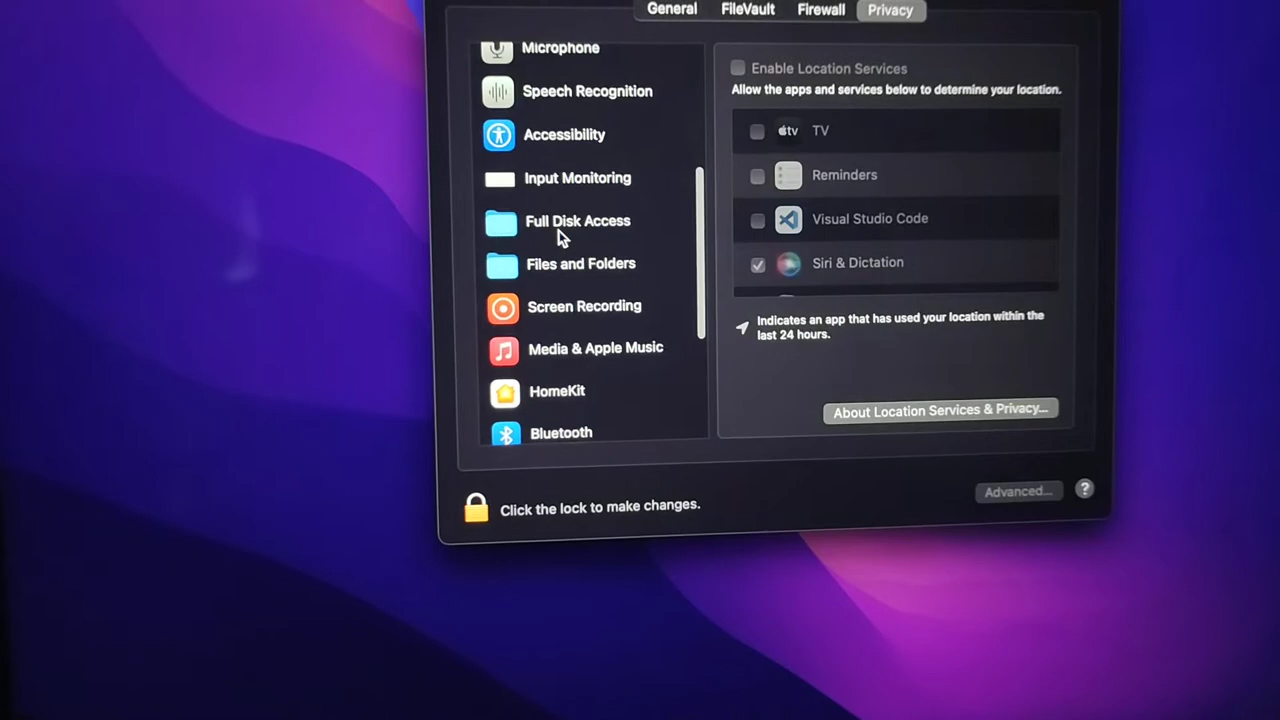 General
FileVault
Firewall
Privacy
Microphone
Speech Recognition
Accessibility
Input Monitoring
Full Disk Access
Files and Folders
Screen Recording
Media & Apple Music
HomeKit
Bluetooth
Enable Location Services
Allow the apps and services below to determine your location.
tv TV
Reminders
Visual Studio Code
Siri & Dictation
Indicates an app that has used your location within the
last 24 hours.
About Location Services & Privacy...
Click the lock to make changes.
Advanced...
?